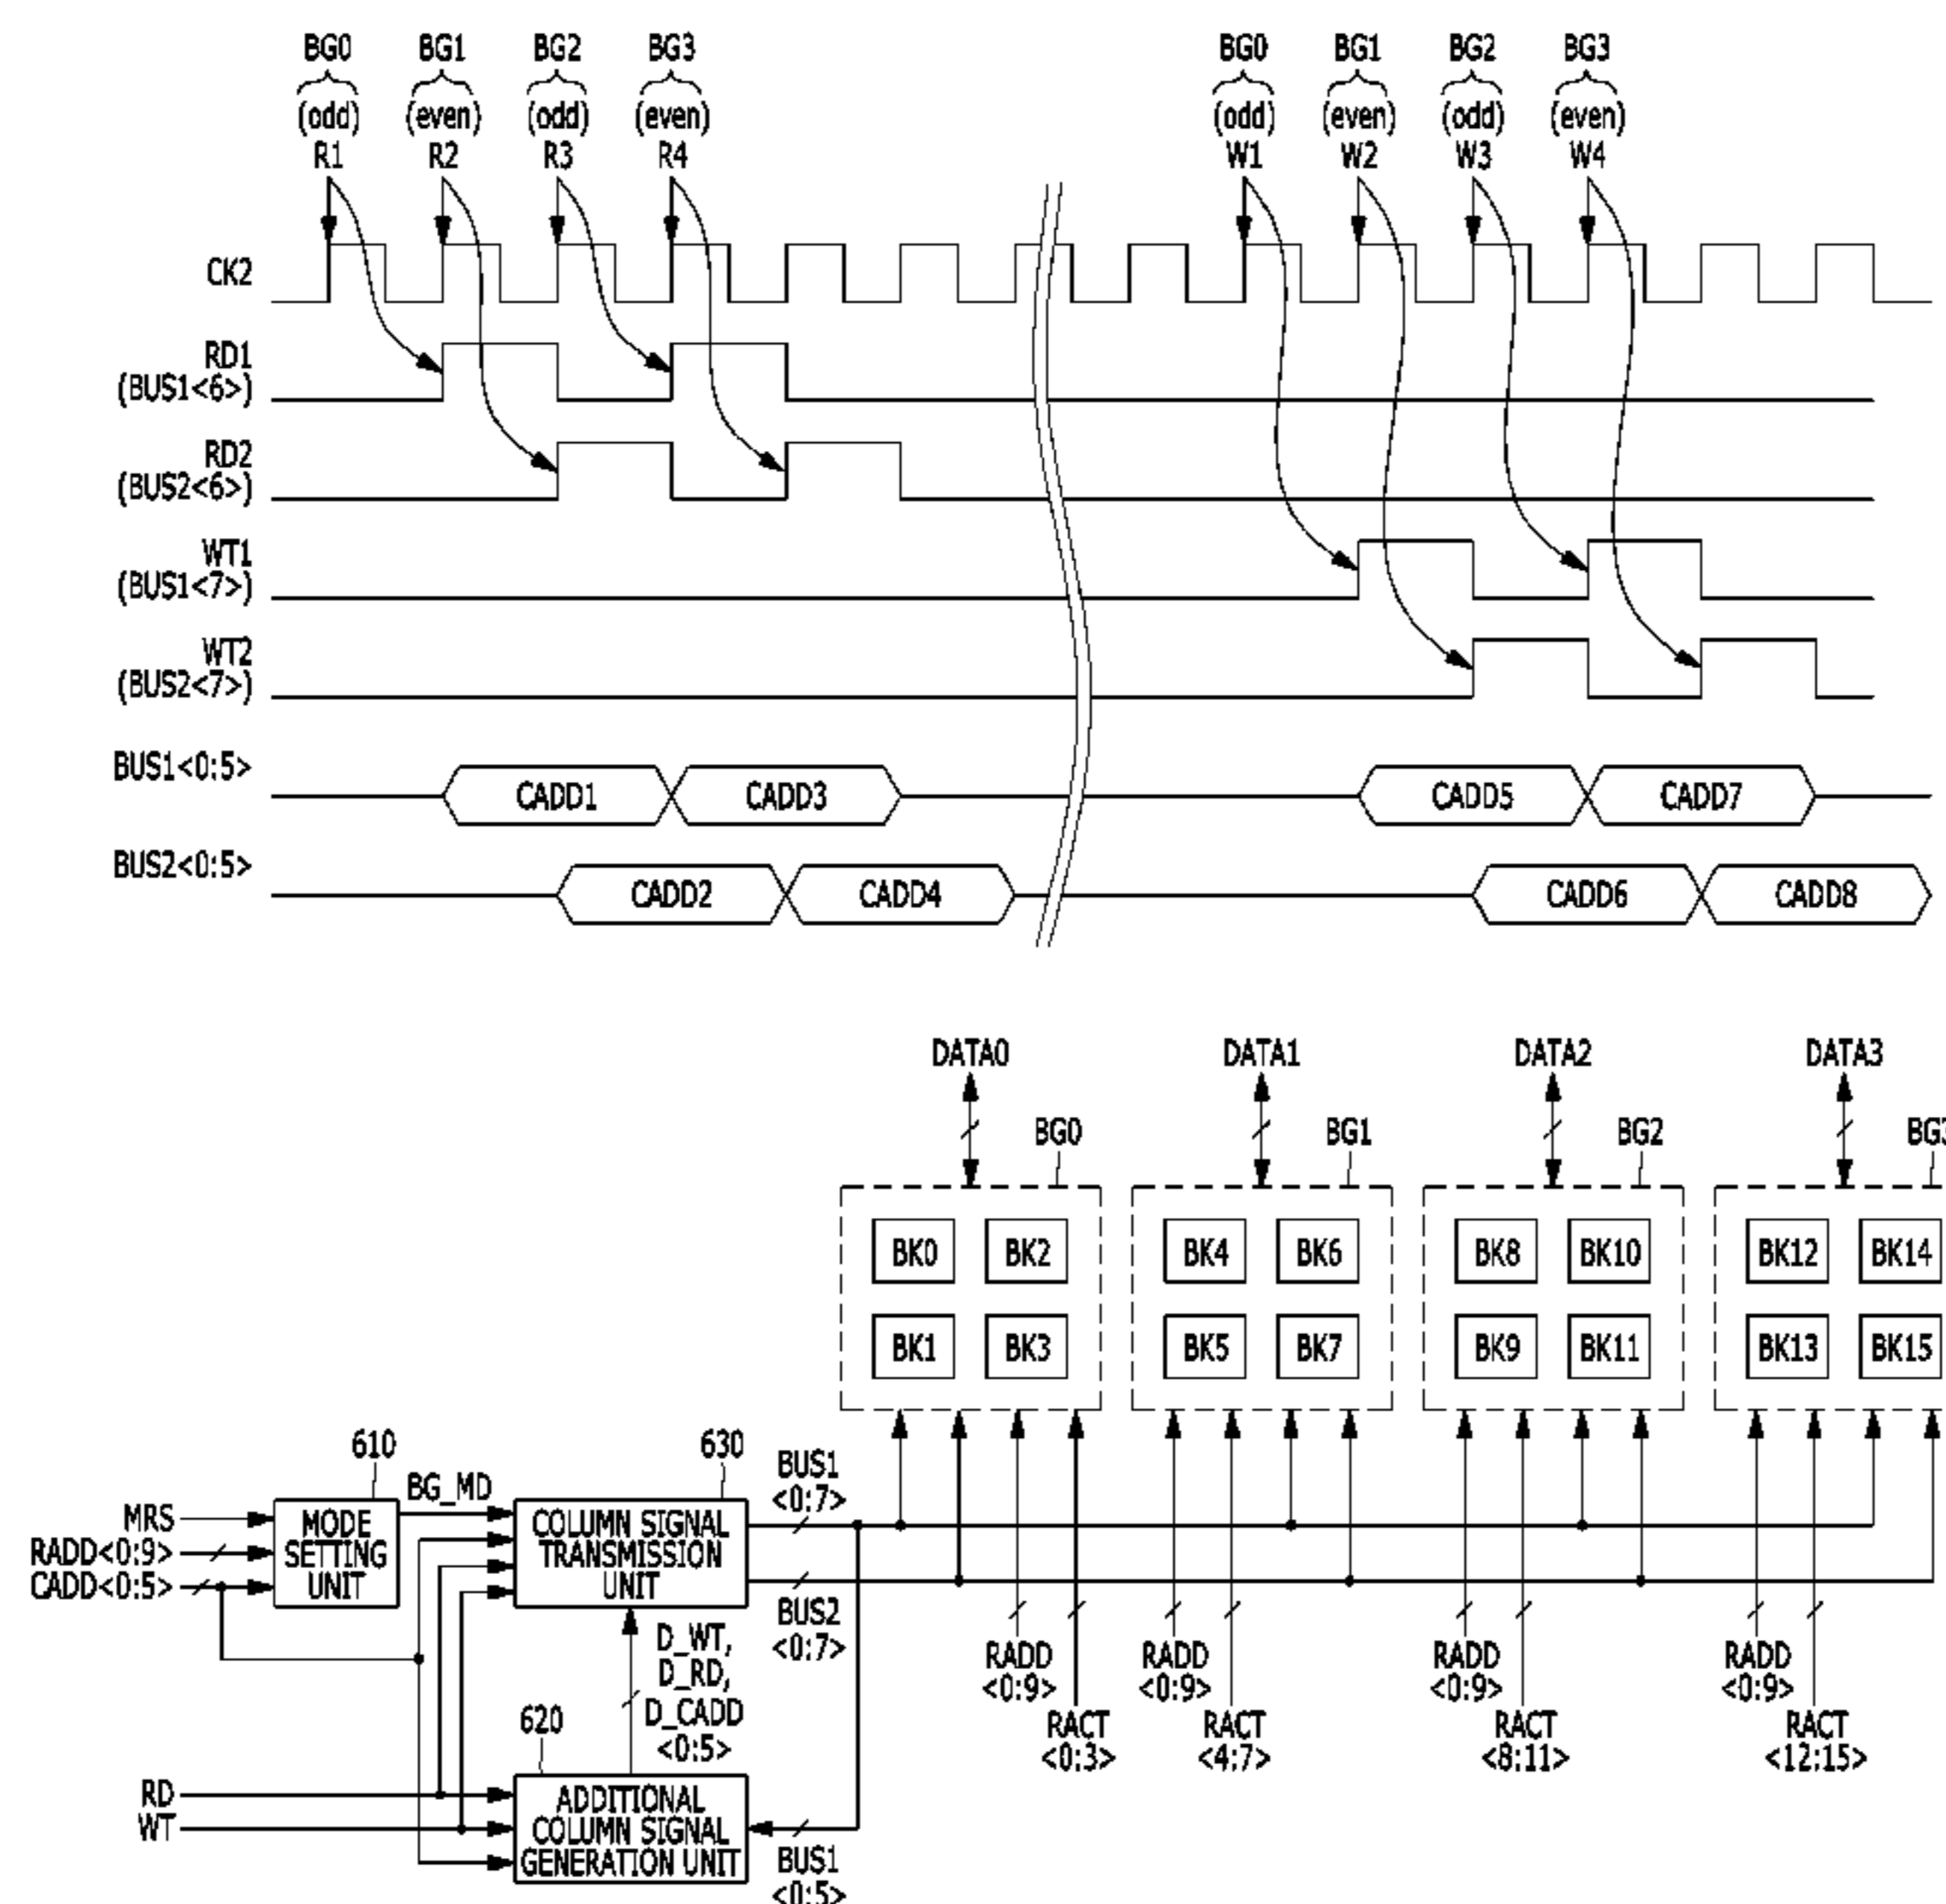 BG0 BG1 BG2 BG3 BG0 BG1 BG2 BG3
(odd) (even) (odd) (even) (odd) (even) (odd) (even)
R1 R2 R3 R4 W1 W2 W3 W4
CK2
RD1
(BUS1<6>)
RD2
(BUS2<6>)
WT1
(BUS1<7>)
WT2
(BUS2<7>)
BUS1<0:5>
CADD1 CADD3 CADD5 CADD7
BUS2<0:5>
CADD2 CADD4 CADD6 CADD8
DATA0 DATA1 DATA2 DATA3
BG0 BG1 BG2 BG3
BK0 BK2 BK4 BK6 BK8 BK10 BK12 BK14
BK1 BK3 BK5 BK7 BK9 BK11 BK13 BK15
610
BG_MD
630
BUS1
<0:7>
MRS
RADD<0:9>
CADD<0:5>
MODE
SETTING
UNIT
COLUMN SIGNAL
TRANSMISSION
UNIT
BUS2
<0:7>
D_WT,
D_RD,
D_CADD
<0:5>
RADD
<0:9>
RACT
<0:3>
RADD
<0:9>
RACT
<4:7>
RADD
<0:9>
RACT
<8:11>
RADD
<0:9>
RACT
<12:15>
620
RD
WT
ADDITIONAL
COLUMN SIGNAL
GENERATION UNIT
BUS1
<0:5>